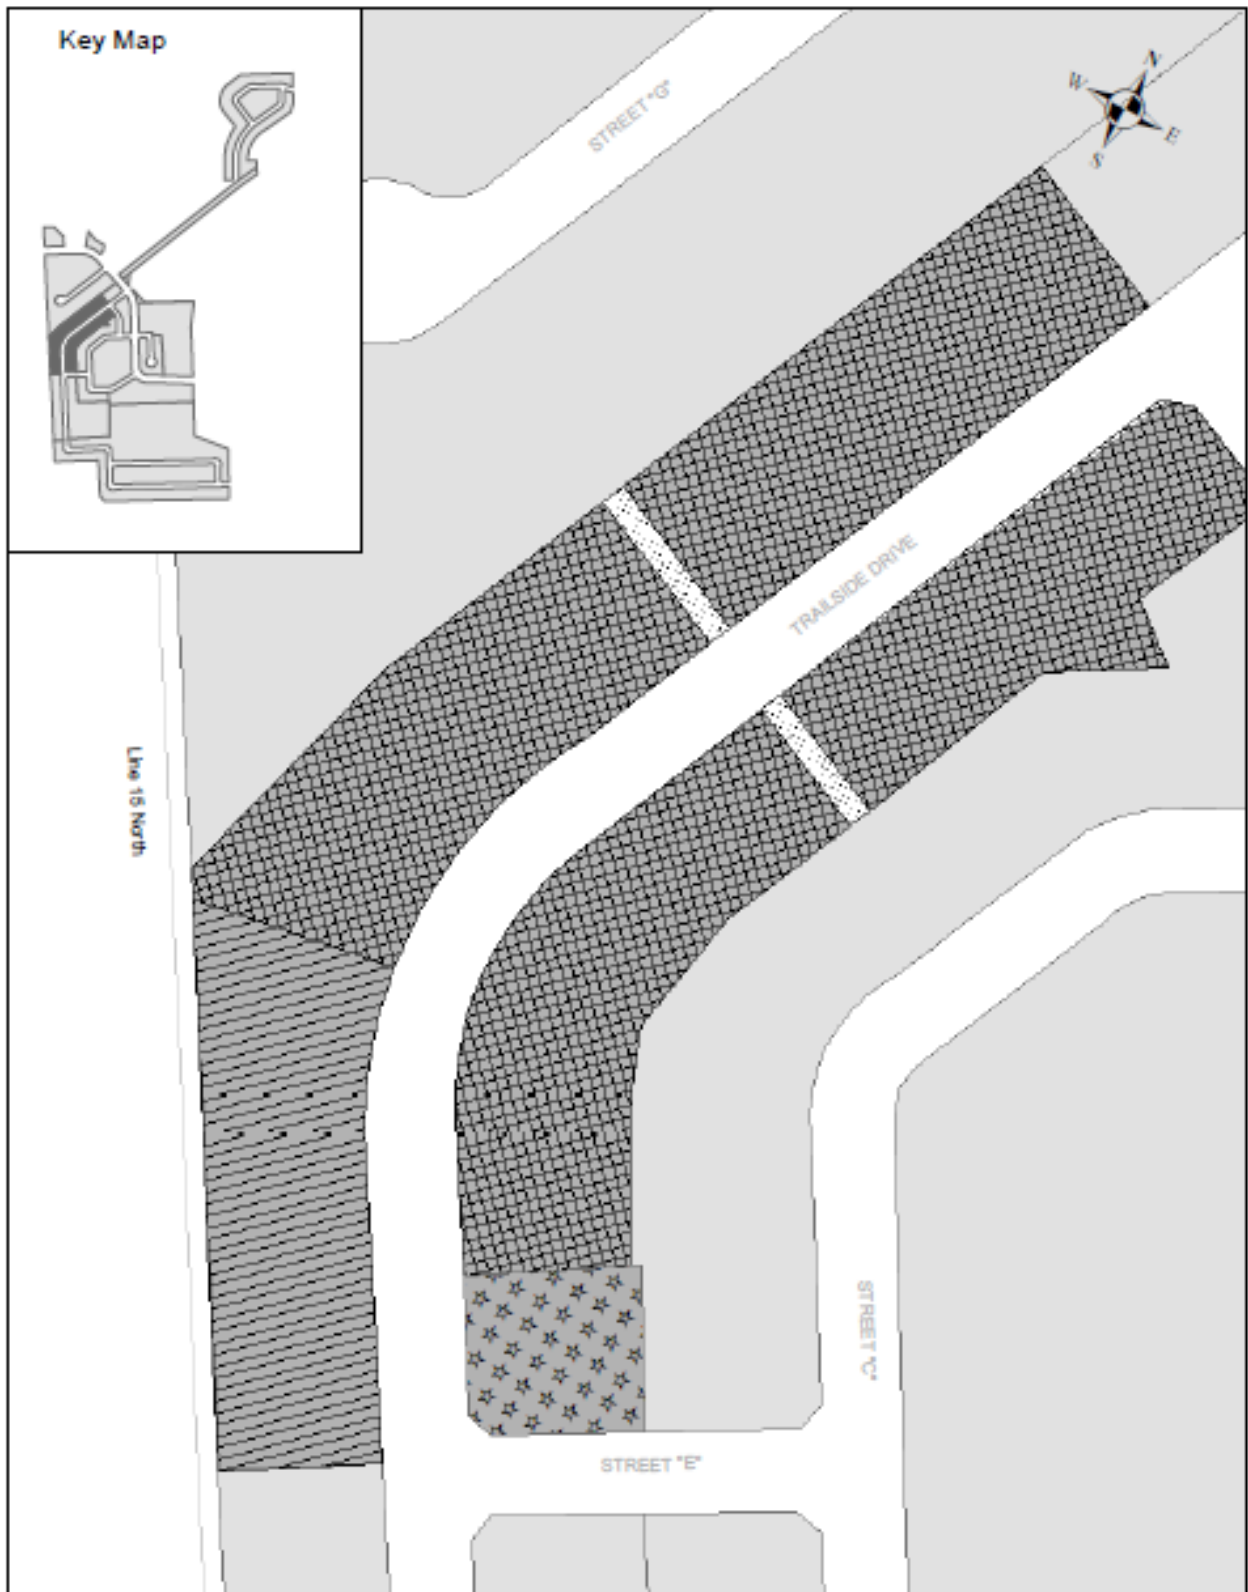 Key Map
STREET "G"
N
W
E
S
TRAILSIDE DRIVE
Line 15 North
STREET "C"
STREET "E"